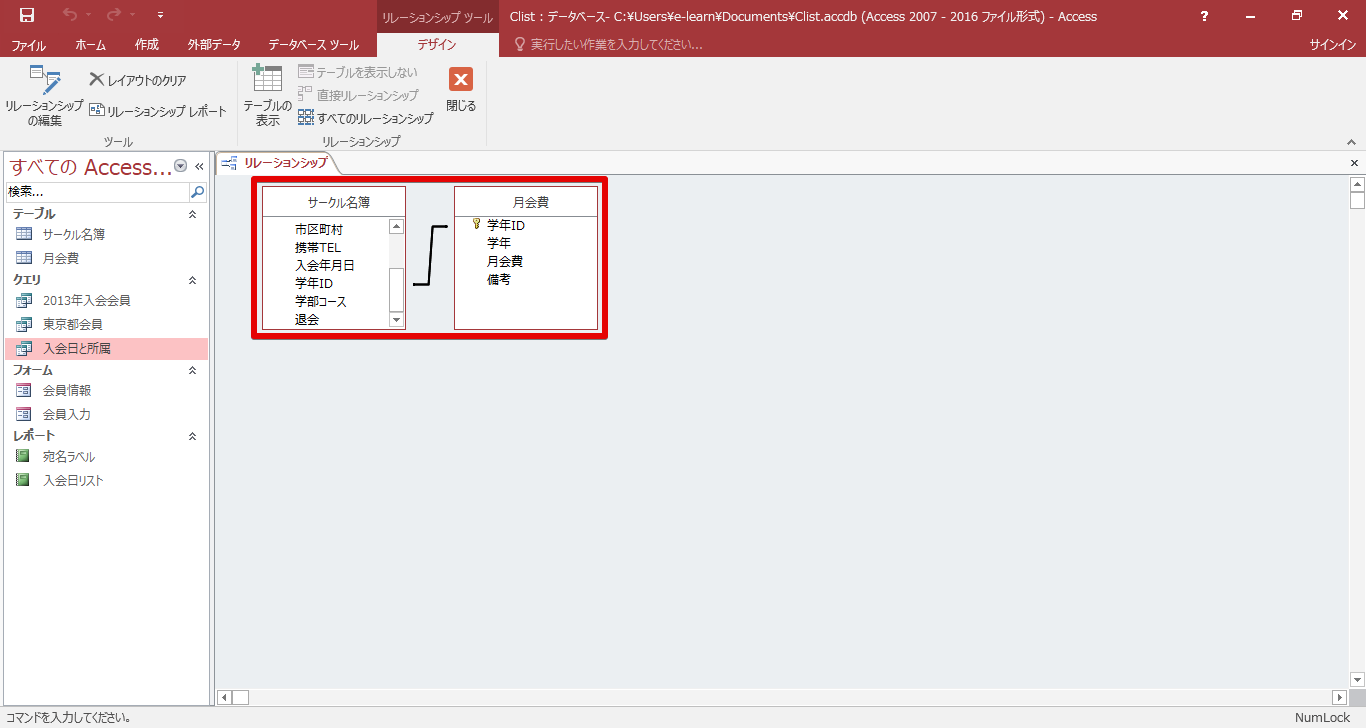 リレーションシップ ツール
Clist : データベース- C:¥Users¥e-learn¥Documents¥Clist.accdb (Access 2007 - 2016 ファイル形式) - Access
?
ファイル
ホーム
作成
外部データ
データベース ツール
デザイン
実行したい作業を入力してください...
サインイン
リレーションシップ
の編集
レイアウトのクリア
リレーションシップ レポート
ツール
テーブルの
表示
テーブルを表示しない
直接リレーションシップ
すべてのリレーションシップ
閉じる
リレーションシップ
すべての Access...
検索...
テーブル
サークル名簿
月会費
クエリ
2013年入会会員
東京都会員
入会日と所属
フォーム
会員情報
会員入力
レポート
宛名ラベル
入会日リスト
リレーションシップ
サークル名簿
市区町村
携帯TEL
入会年月日
学年ID
学部コース
退会
月会費
学年ID
学年
月会費
備考
コマンドを入力してください。
NumLock